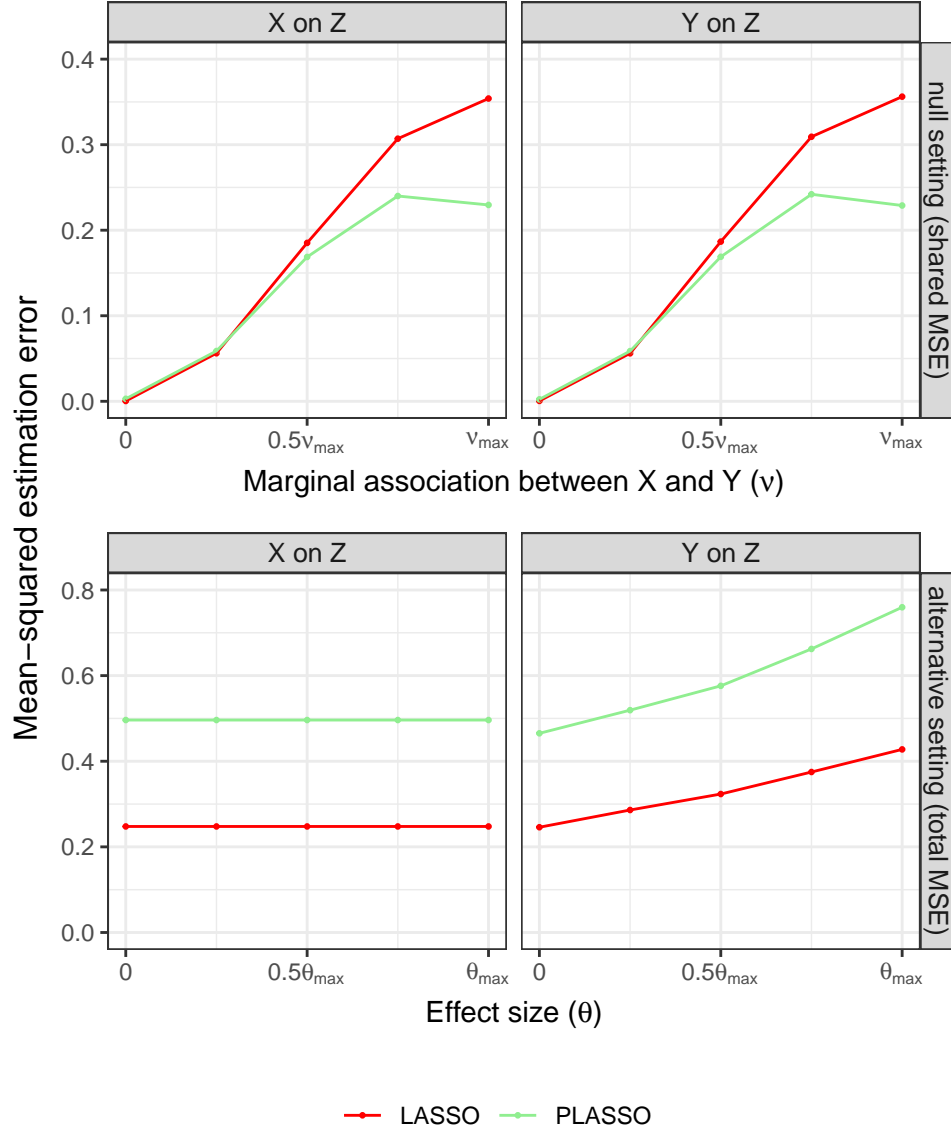 X on Z
Y on Z
0.4
0.3
0.2
0.1
0.0
0
0.5νmax
νmax
0
0.5νmax
νmax
Marginal association between X and Y (ν)
null setting (shared MSE)
Mean−squared estimation error
X on Z
Y on Z
0.8
0.6
0.4
0.2
0.0
0
0.5θmax
θmax
0
0.5θmax
θmax
Effect size (θ)
alternative setting (total MSE)
LASSO
PLASSO